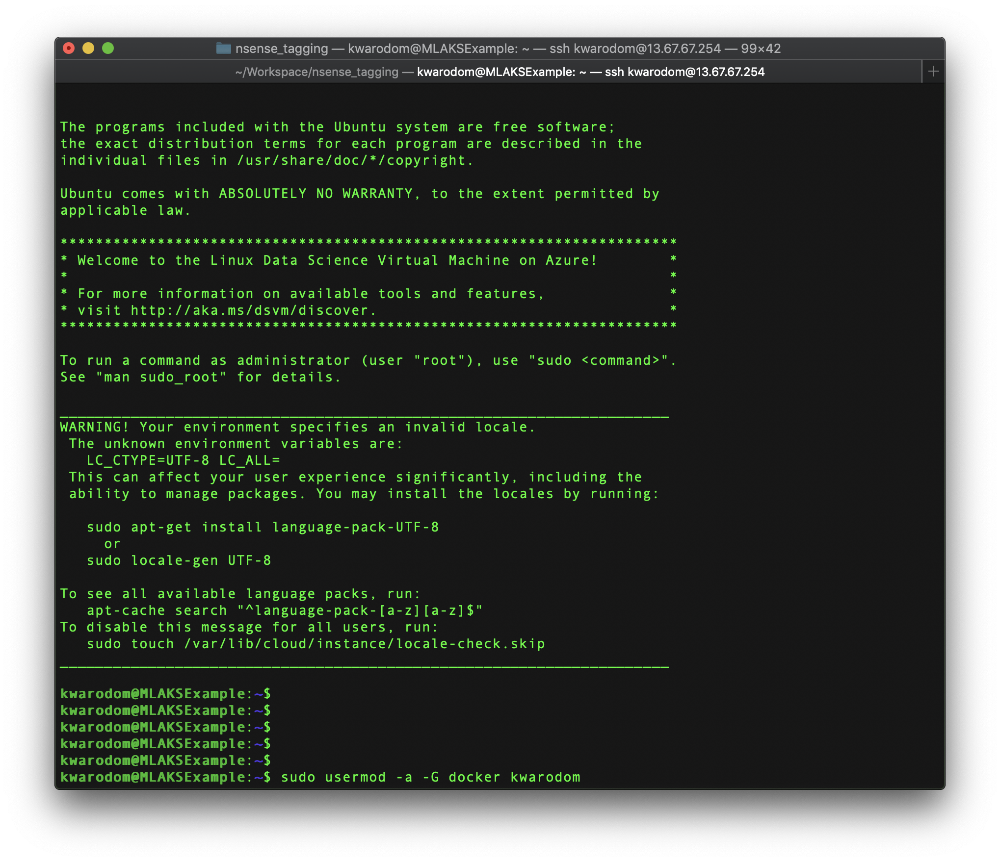 nsense_tagging — kwarodom@MLAKSExample: ~ — ssh kwarodom@13.67.67.254 — 99×42
~/Workspace/nsense_tagging — kwarodom@MLAKSExample: ~ — ssh kwarodom@13.67.67.254 +
The programs included with the Ubuntu system are free software;
the exact distribution terms for each program are described in the
individual files in /usr/share/doc/*/copyright.
Ubuntu comes with ABSOLUTELY NO WARRANTY, to the extent permitted by
applicable law.
**********************************************************************
* Welcome to the Linux Data Science Virtual Machine on Azure!        *
*                                                                    *
* For more information on available tools and features,              *
* visit http://aka.ms/dsvm/discover.                                 *
**********************************************************************
To run a command as administrator (user "root"), use "sudo <command>".
See "man sudo_root" for details.
_____________________________________________________________________
WARNING! Your environment specifies an invalid locale.
 The unknown environment variables are:
   LC_CTYPE=UTF-8 LC_ALL=
 This can affect your user experience significantly, including the
 ability to manage packages. You may install the locales by running:
   sudo apt-get install language-pack-UTF-8
     or
   sudo locale-gen UTF-8
To see all available language packs, run:
   apt-cache search "^language-pack-[a-z][a-z]$"
To disable this message for all users, run:
   sudo touch /var/lib/cloud/instance/locale-check.skip
_____________________________________________________________________
kwarodom@MLAKSExample:~$
kwarodom@MLAKSExample:~$
kwarodom@MLAKSExample:~$
kwarodom@MLAKSExample:~$
kwarodom@MLAKSExample:~$
kwarodom@MLAKSExample:~$ sudo usermod -a -G docker kwarodom